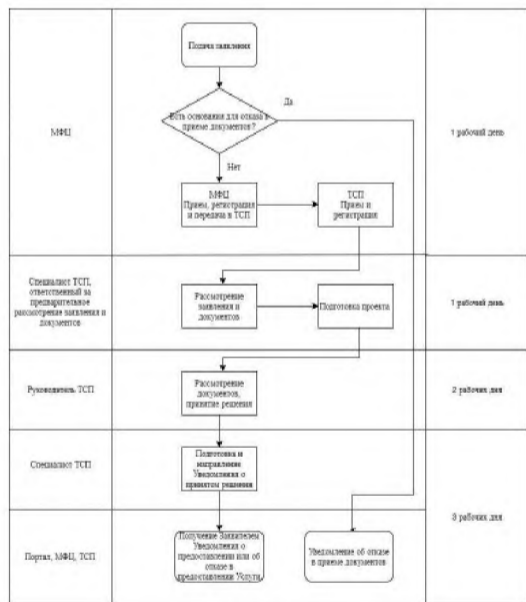 Подача заявления
Да
Есть основания для отказа в
приеме документов?
МФЦ
1 рабочий день
Нет
МФЦ
Прием, регистрация
и передача в ТСП
ТСП
Прием и
регистрация
Специалист ТСП,
ответственный за
предварительное
рассмотрение заявления и
документов
Рассмотрение
заявления и
документов
Подготовка проекта
1 рабочий день
Руководитель ТСП
Рассмотрение
документов,
принятие решения
2 рабочих дня
Специалист ТСП
Подготовка и
направление
Уведомления о
принятом решении
3 рабочих дня
Портал, МФЦ, ТСП
Получение Заявителем
Уведомления о
предоставлении или об
отказе в
предоставлении Услуги
Уведомление об отказе
в приеме документов